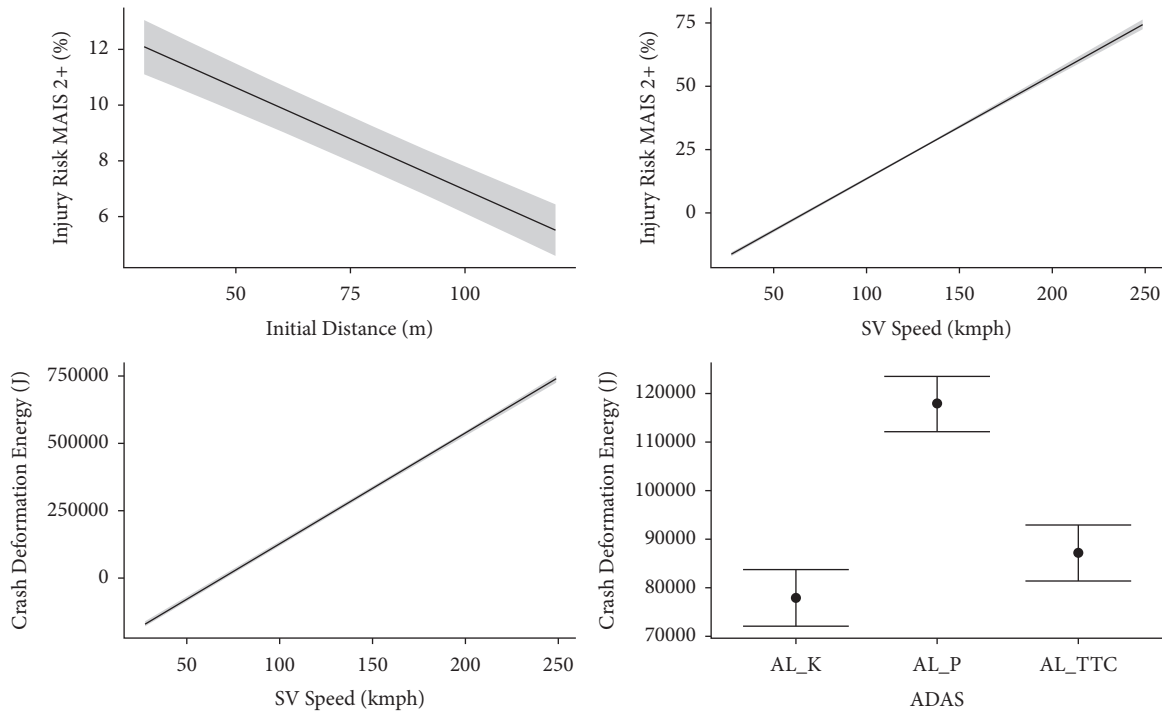 Injury Risk MAIS 2+ (%)
12
10
8
6
50 75 100
Initial Distance (m)
Injury Risk MAIS 2+ (%)
75
50
25
0
50 100 150 200 250
SV Speed (kmph)
Crash Deformation Energy (J)
750000
500000
250000
0
50 100 150 200 250
SV Speed (kmph)
Crash Deformation Energy (J)
120000
110000
100000
90000
80000
70000
AL_K AL_P AL_TTC
ADAS